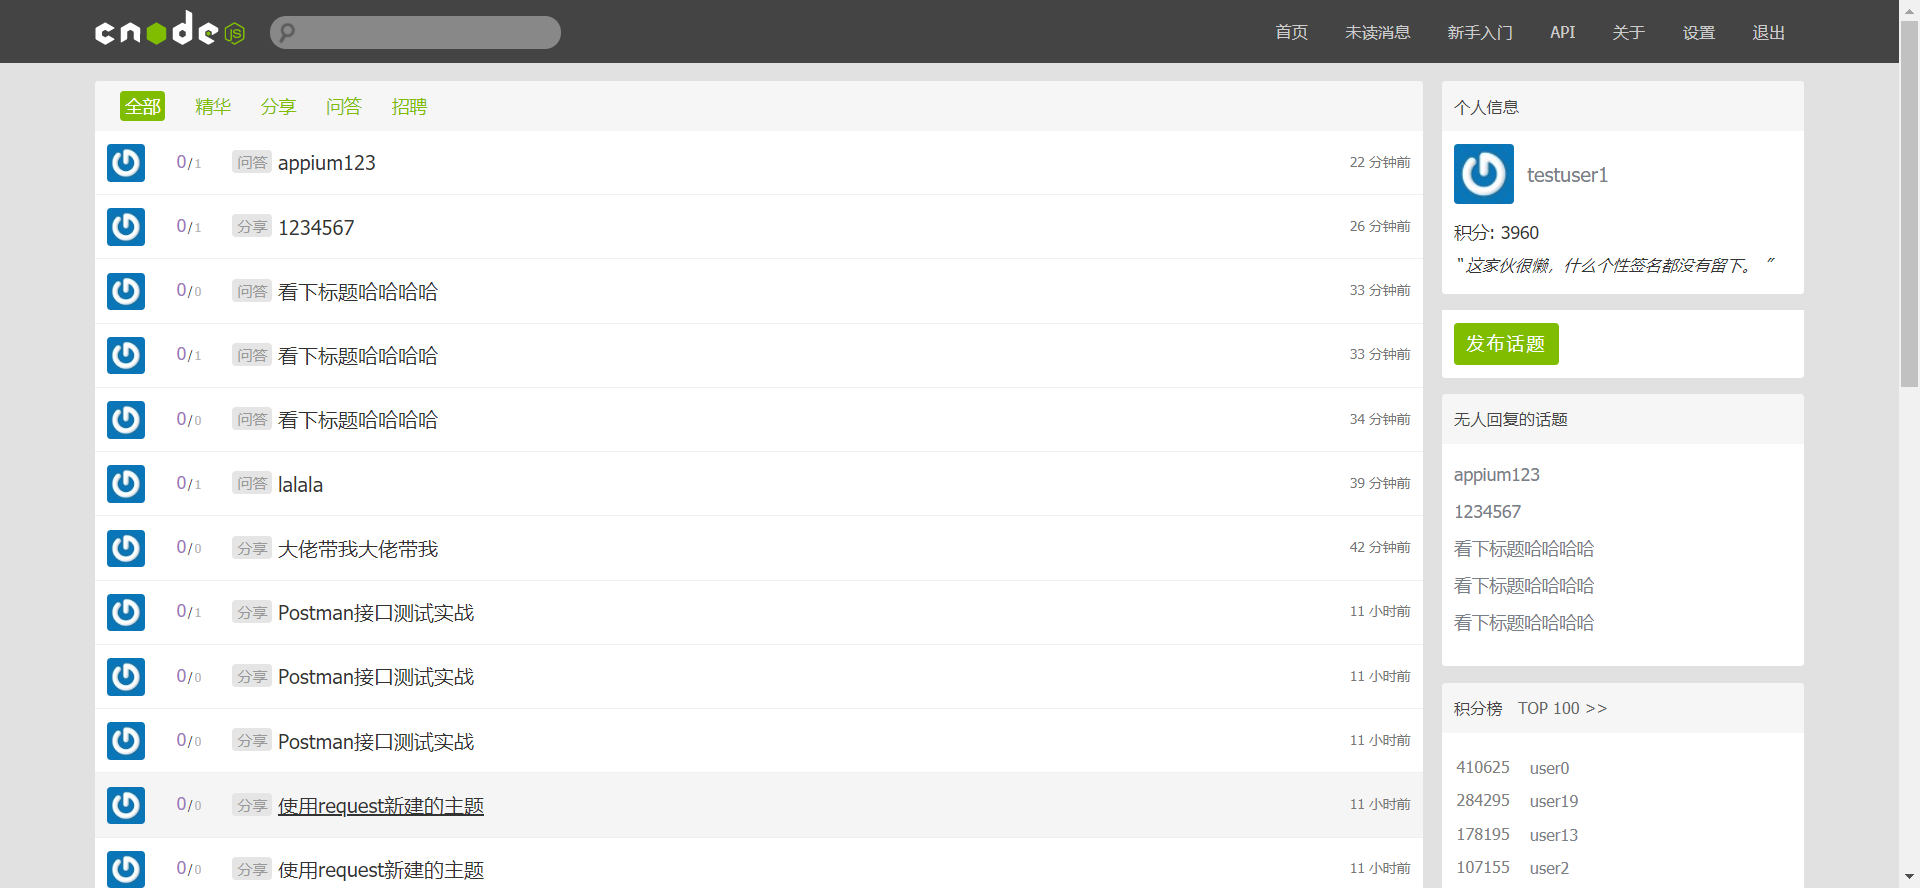 cnode JS 首页 未读消息 新手入门 API 关于 设置 退出
全部 精华 分享 问答 招聘
0/1 问答 appium123 22 分钟前
0/1 分享 1234567 26 分钟前
0/0 问答 看下标题哈哈哈哈 33 分钟前
0/1 问答 看下标题哈哈哈哈 33 分钟前
0/0 问答 看下标题哈哈哈哈 34 分钟前
0/1 问答 lalala 39 分钟前
0/0 分享 大佬带我大佬带我 42 分钟前
0/1 分享 Postman接口测试实战 11 小时前
0/0 分享 Postman接口测试实战 11 小时前
0/0 分享 Postman接口测试实战 11 小时前
0/0 分享 使用request新建的主题 11 小时前
0/0 分享 使用request新建的主题 11 小时前
个人信息
testuser1
积分: 3960
“ 这家伙很懒，什么个性签名都没有留下。 ”
发布话题
无人回复的话题
appium123
1234567
看下标题哈哈哈哈
看下标题哈哈哈哈
看下标题哈哈哈哈
积分榜 TOP 100 >>
410625 user0
284295 user19
178195 user13
107155 user2